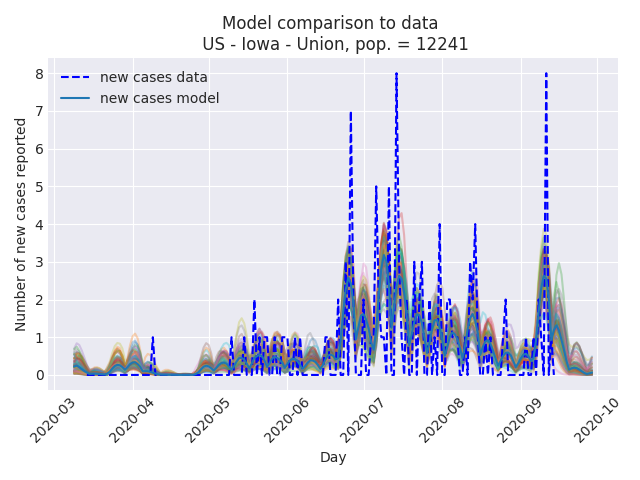 Model comparison to data
US - Iowa - Union, pop. = 12241
new cases data
new cases model
Number of new cases reported
8
7
6
5
4
3
2
1
0
2020-03
2020-04
2020-05
2020-06
2020-07
2020-08
2020-09
2020-10
Day